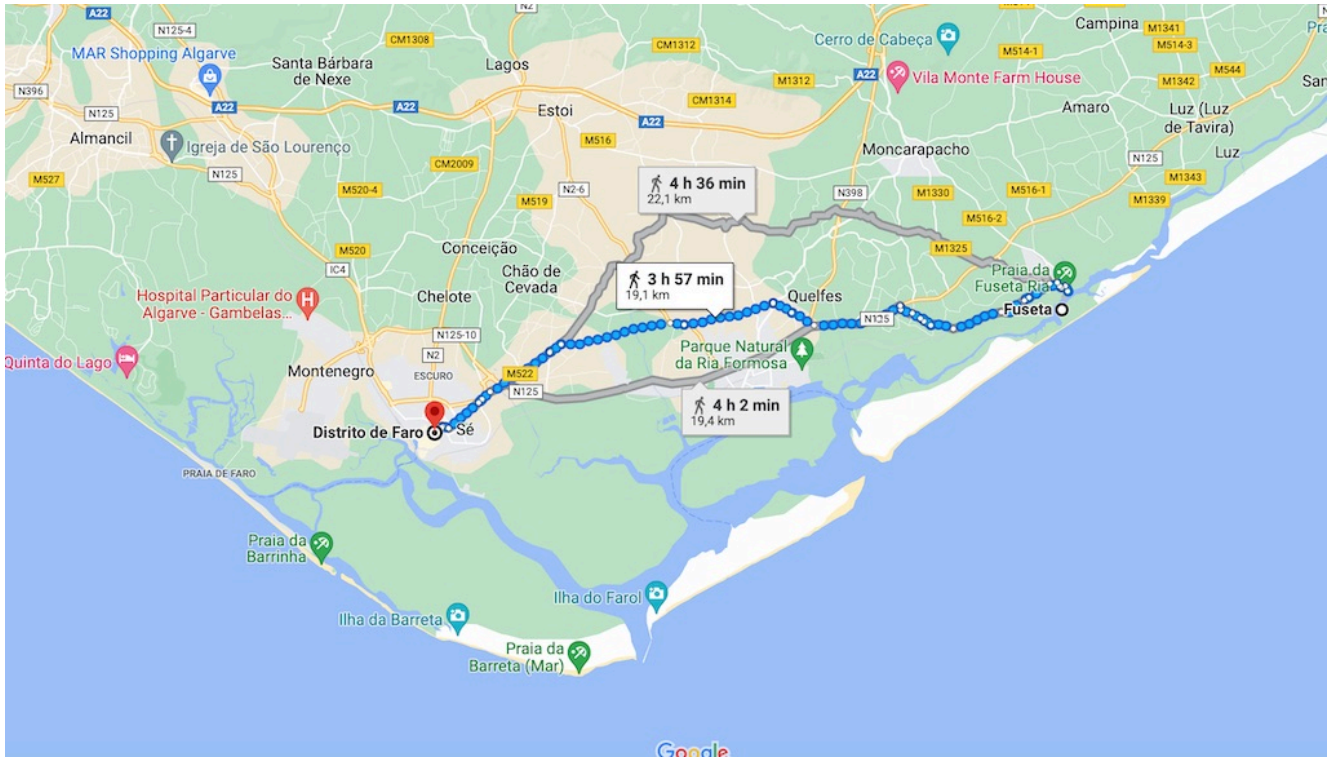 A22
N125-4
N2
Campina
M1341
M514-3
CM1308
CM1312
Cerro de Cabeça
M514-1
MAR Shopping Algarve
Santa Bárbara
de Nexe
Lagos
A22
M1312
Vila Monte Farm House
M1342
M544
N396
A22
A22
Estoi
CM1314
A22
Amaro
Luz (Luz
de Tavira)
N125
Almancil
Igreja de São Lourenço
M516
Moncarapacho
N125
Luz
CM2009
N125
M527
M520-4
N2-6
4 h 36 min
22,1 km
N398
M1330
M516-1
M1343
M1339
M519
M516-2
M520
Conceição
M1325
IC4
Chão de
Cevada
3 h 57 min
19,1 km
Praia da
Fuseta Ria
Hospital Particular do
Algarve - Gambelas...
Chelote
Quelfes
Fuseta
N125
N125-10
Parque Natural
da Ria Formosa
Quinta do Lago
N2
Montenegro
ESCURO
M522
N125
4 h 2 min
19,4 km
Distrito de Faro
Sé
PRAIA DE FARO
Praia da
Barrinha
Ilha do Farol
Ilha da Barreta
Praia da
Barreta (Mar)
Google